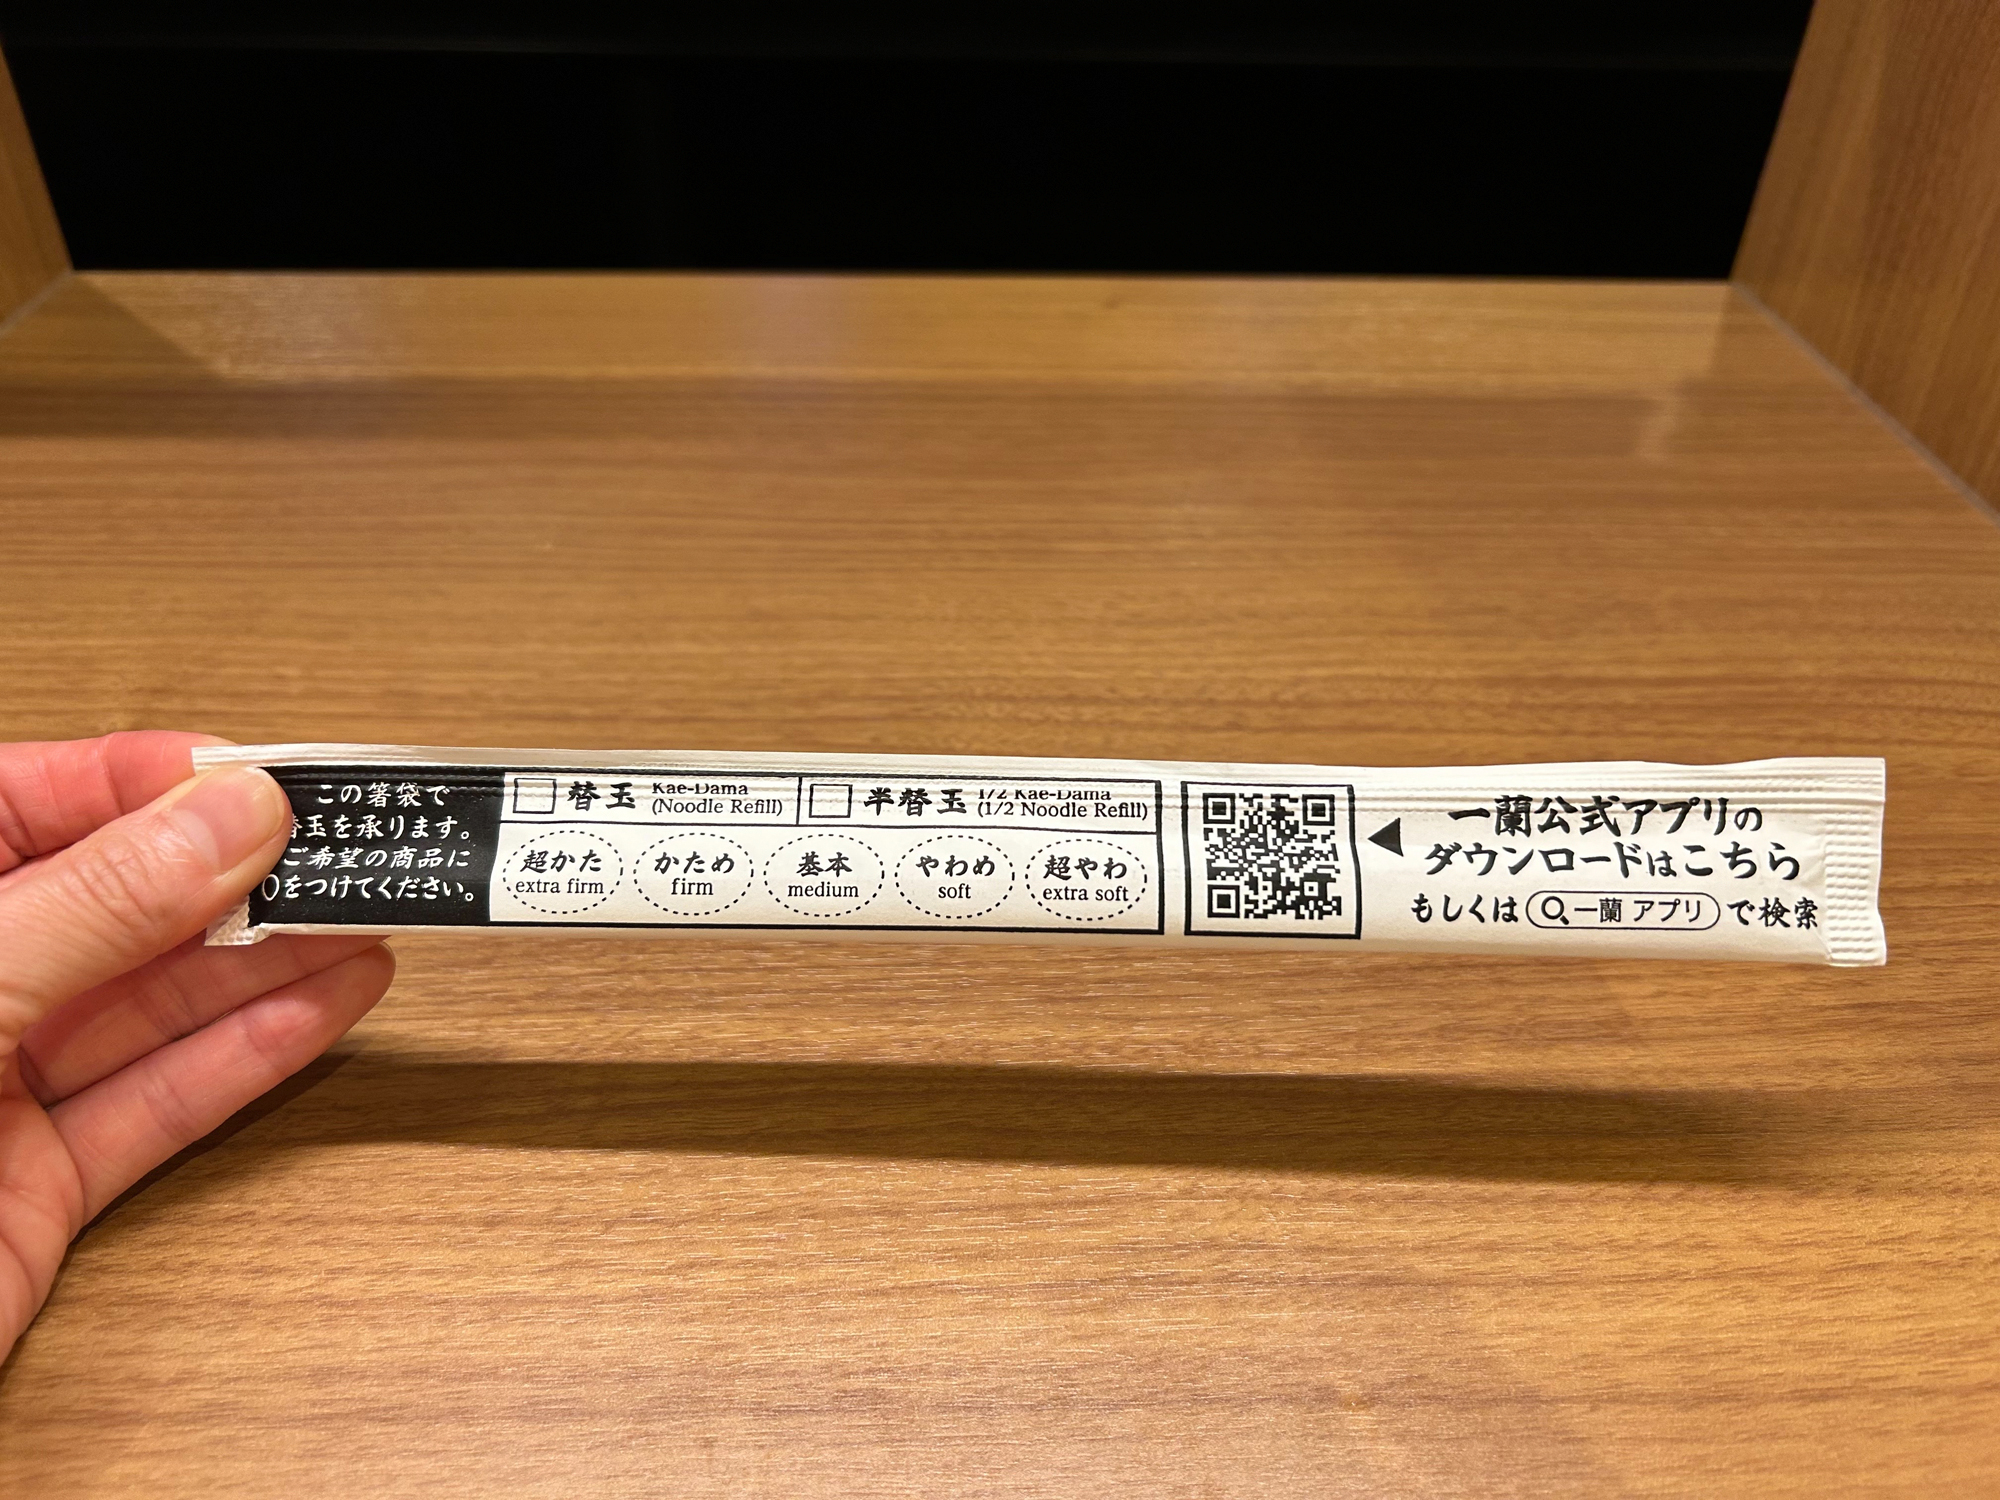 この箸袋で
替玉を承ります。
ご希望の商品に
〇をつけてください。
替玉 Kae-Dama
(Noodle Refill)
半替玉 1/2 Kae-Dama
(1/2 Noodle Refill)
超かた
extra firm
かため
firm
基本
medium
やわめ
soft
超やわ
extra soft
一蘭公式アプリの
ダウンロードはこちら
もしくは 一蘭 アプリ で検索